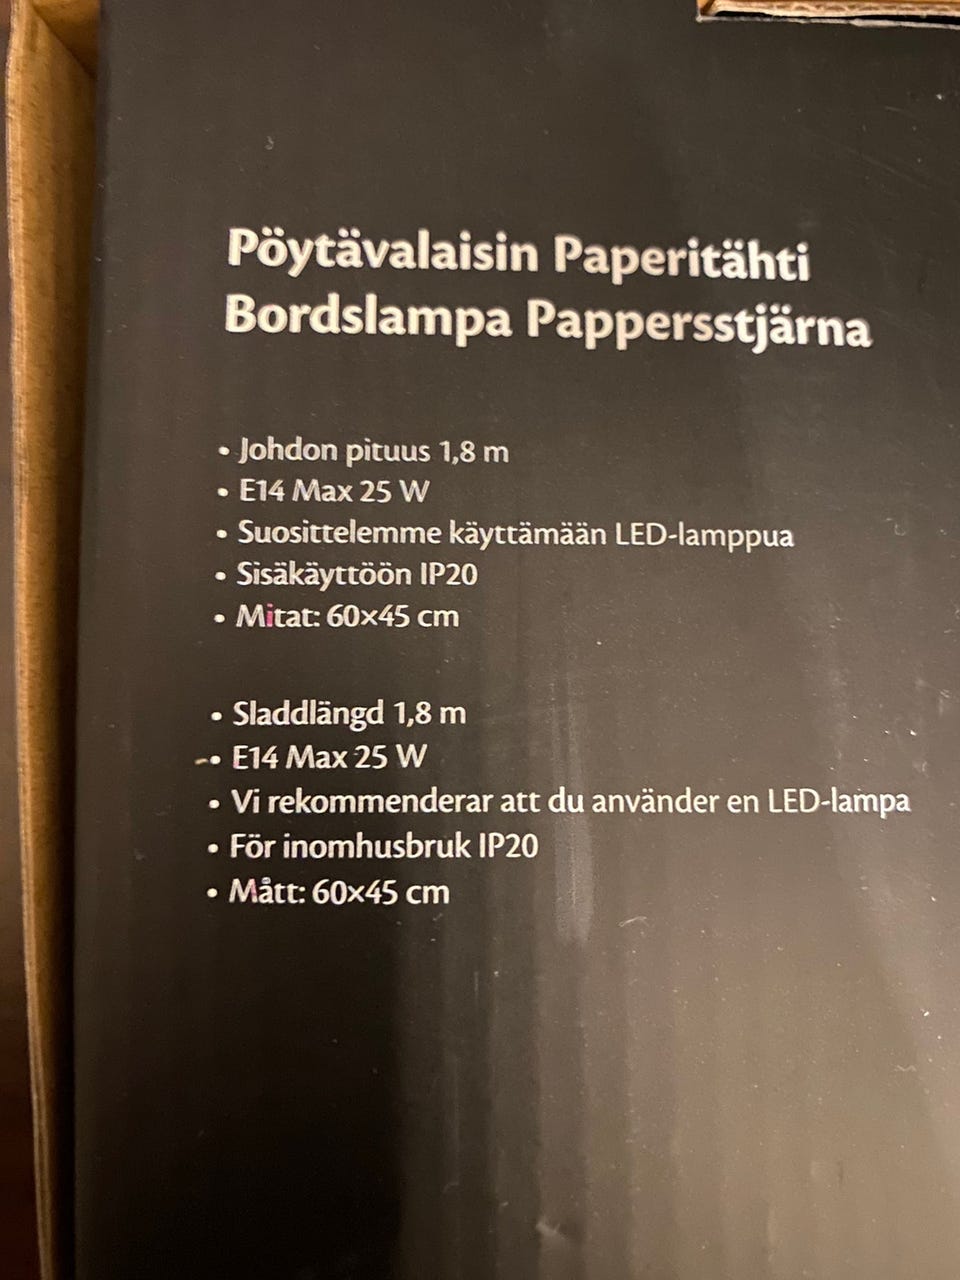 Pöytävalaisin Paperitähti
Bordslampa Pappersstjärna
• Johdon pituus 1,8 m
• E14 Max 25 W
• Suosittelemme käyttämään LED-lamppua
• Sisäkäyttöön IP20
• Mitat: 60×45 cm
• Sladdlängd 1,8 m
• E14 Max 25 W
• Vi rekommenderar att du använder en LED-lampa
• För inomhusbruk IP20
• Mått: 60×45 cm